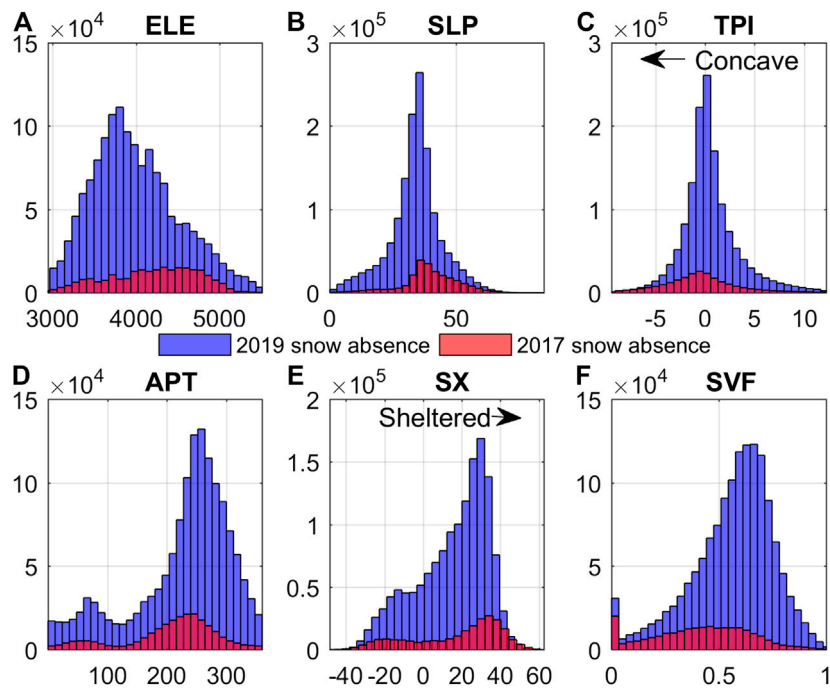 A ELE
×10^4
15
10
5
0
3000 4000 5000
B SLP
×10^5
3
2
1
0
0 50
C TPI
×10^5
Concave
3
2
1
0
-5 0 5 10
2019 snow absence 2017 snow absence
D APT
×10^4
15
10
5
0
100 200 300
E SX
×10^5
Sheltered
2
1.5
1
0.5
0
-40 -20 0 20 40 60
F SVF
×10^4
15
10
5
0
0 0.5 1